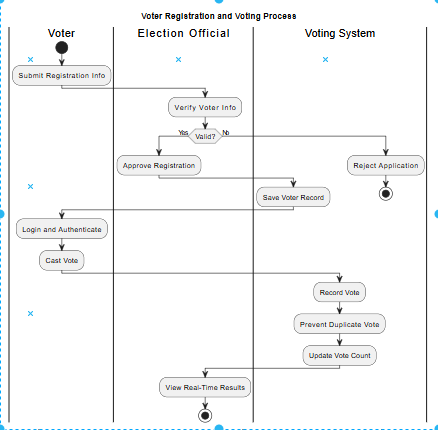 Voter Registration and Voting Process
Voter
Election Official
Voting System
Submit Registration Info
Verify Voter Info
Yes
Valid?
No
Approve Registration
Reject Application
Save Voter Record
Login and Authenticate
Cast Vote
Record Vote
Prevent Duplicate Vote
Update Vote Count
View Real-Time Results